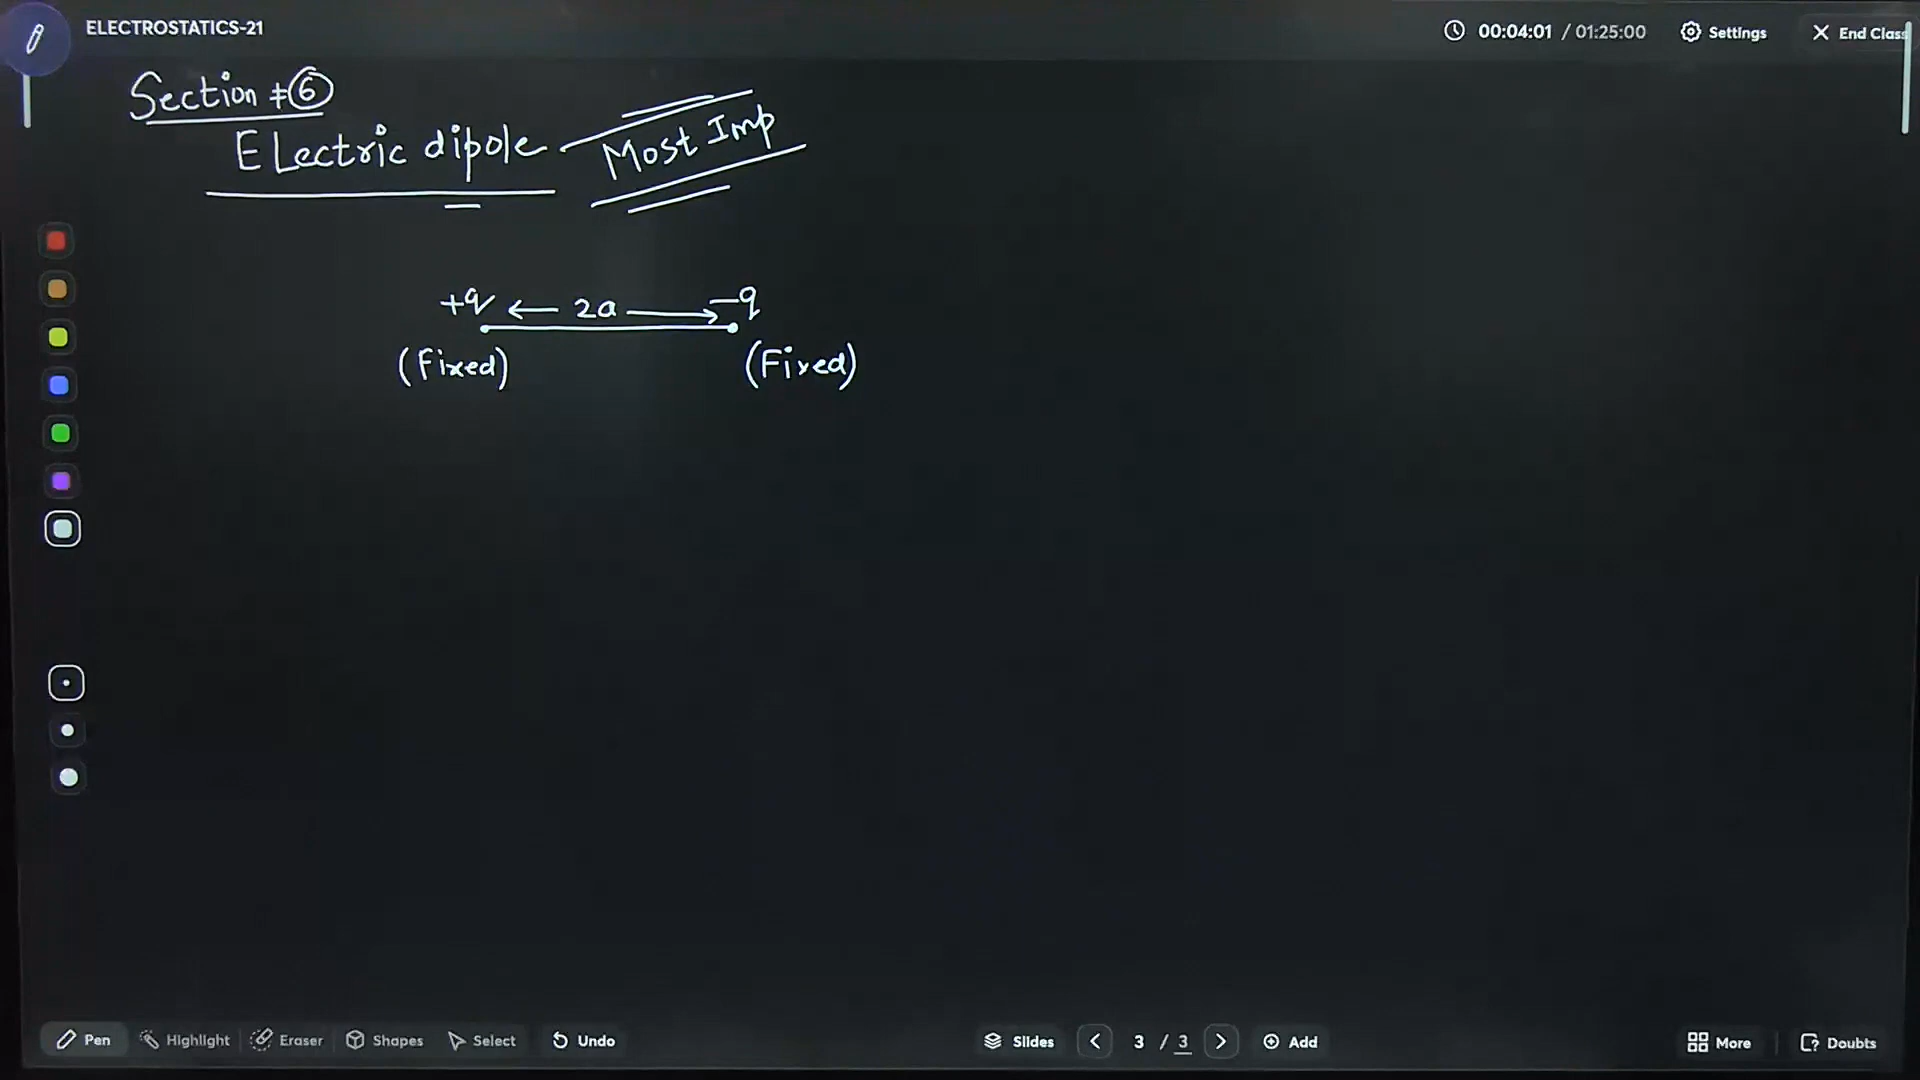 ELECTROSTATICS-21
00:04:01 / 01:25:00
Settings
End Class
Section # 6
Electric dipole
Most Imp
+q ← 2a → -q
(Fixed) (Fixed)
Pen Highlight Eraser Shapes Select Undo Slides 3 / 3 Add More Doubts